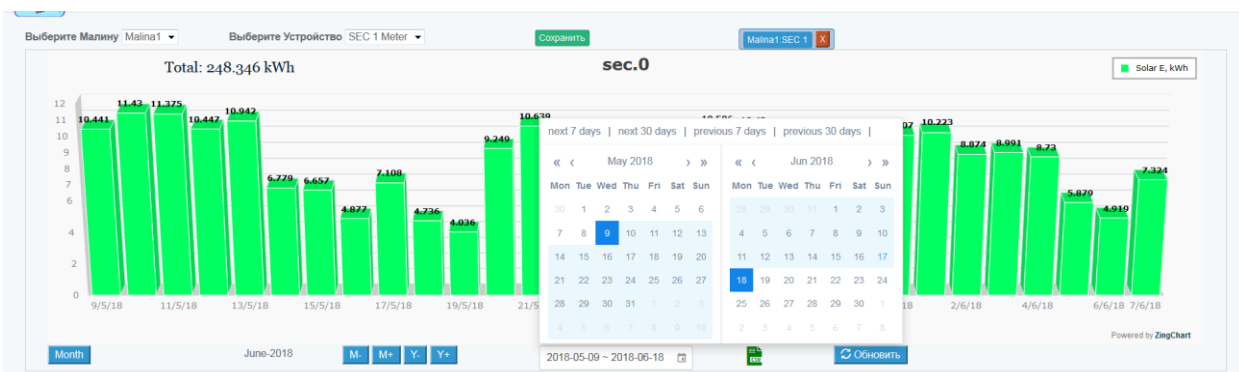 Выберите Малину Malina1 Выберите Устройство SEC 1 Meter Сохранить Malina1:SEC 1 X
Total: 248.346 kWh sec.0 Solar E, kWh
12
11
10
9
8
7
6
4
2
0
10.441 11.43 11.375 10.447 10.942 6.779 6.657 4.877 7.108 4.736 4.036 9.249 10.639 10.223 8.874 8.991 8.73 5.879 4.919 7.324
next 7 days | next 30 days | previous 7 days | previous 30 days |
« ‹ May 2018 › »
Mon Tue Wed Thu Fri Sat Sun
30 1 2 3 4 5 6
7 8 9 10 11 12 13
14 15 16 17 18 19 20
21 22 23 24 25 26 27
28 29 30 31 1 2 3
4 5 6 7 8 9 10
« ‹ Jun 2018 › »
Mon Tue Wed Thu Fri Sat Sun
28 29 30 31 1 2 3
4 5 6 7 8 9 10
11 12 13 14 15 16 17
18 19 20 21 22 23 24
25 26 27 28 29 30 1
2 3 4 5 6 7 8
9/5/18 11/5/18 13/5/18 15/5/18 17/5/18 19/5/18 2/6/18 4/6/18 6/6/18 7/6/18
Powered by ZingChart
Month June-2018 M- M+ Y- Y+ 2018-05-09 ~ 2018-06-18 Обновить